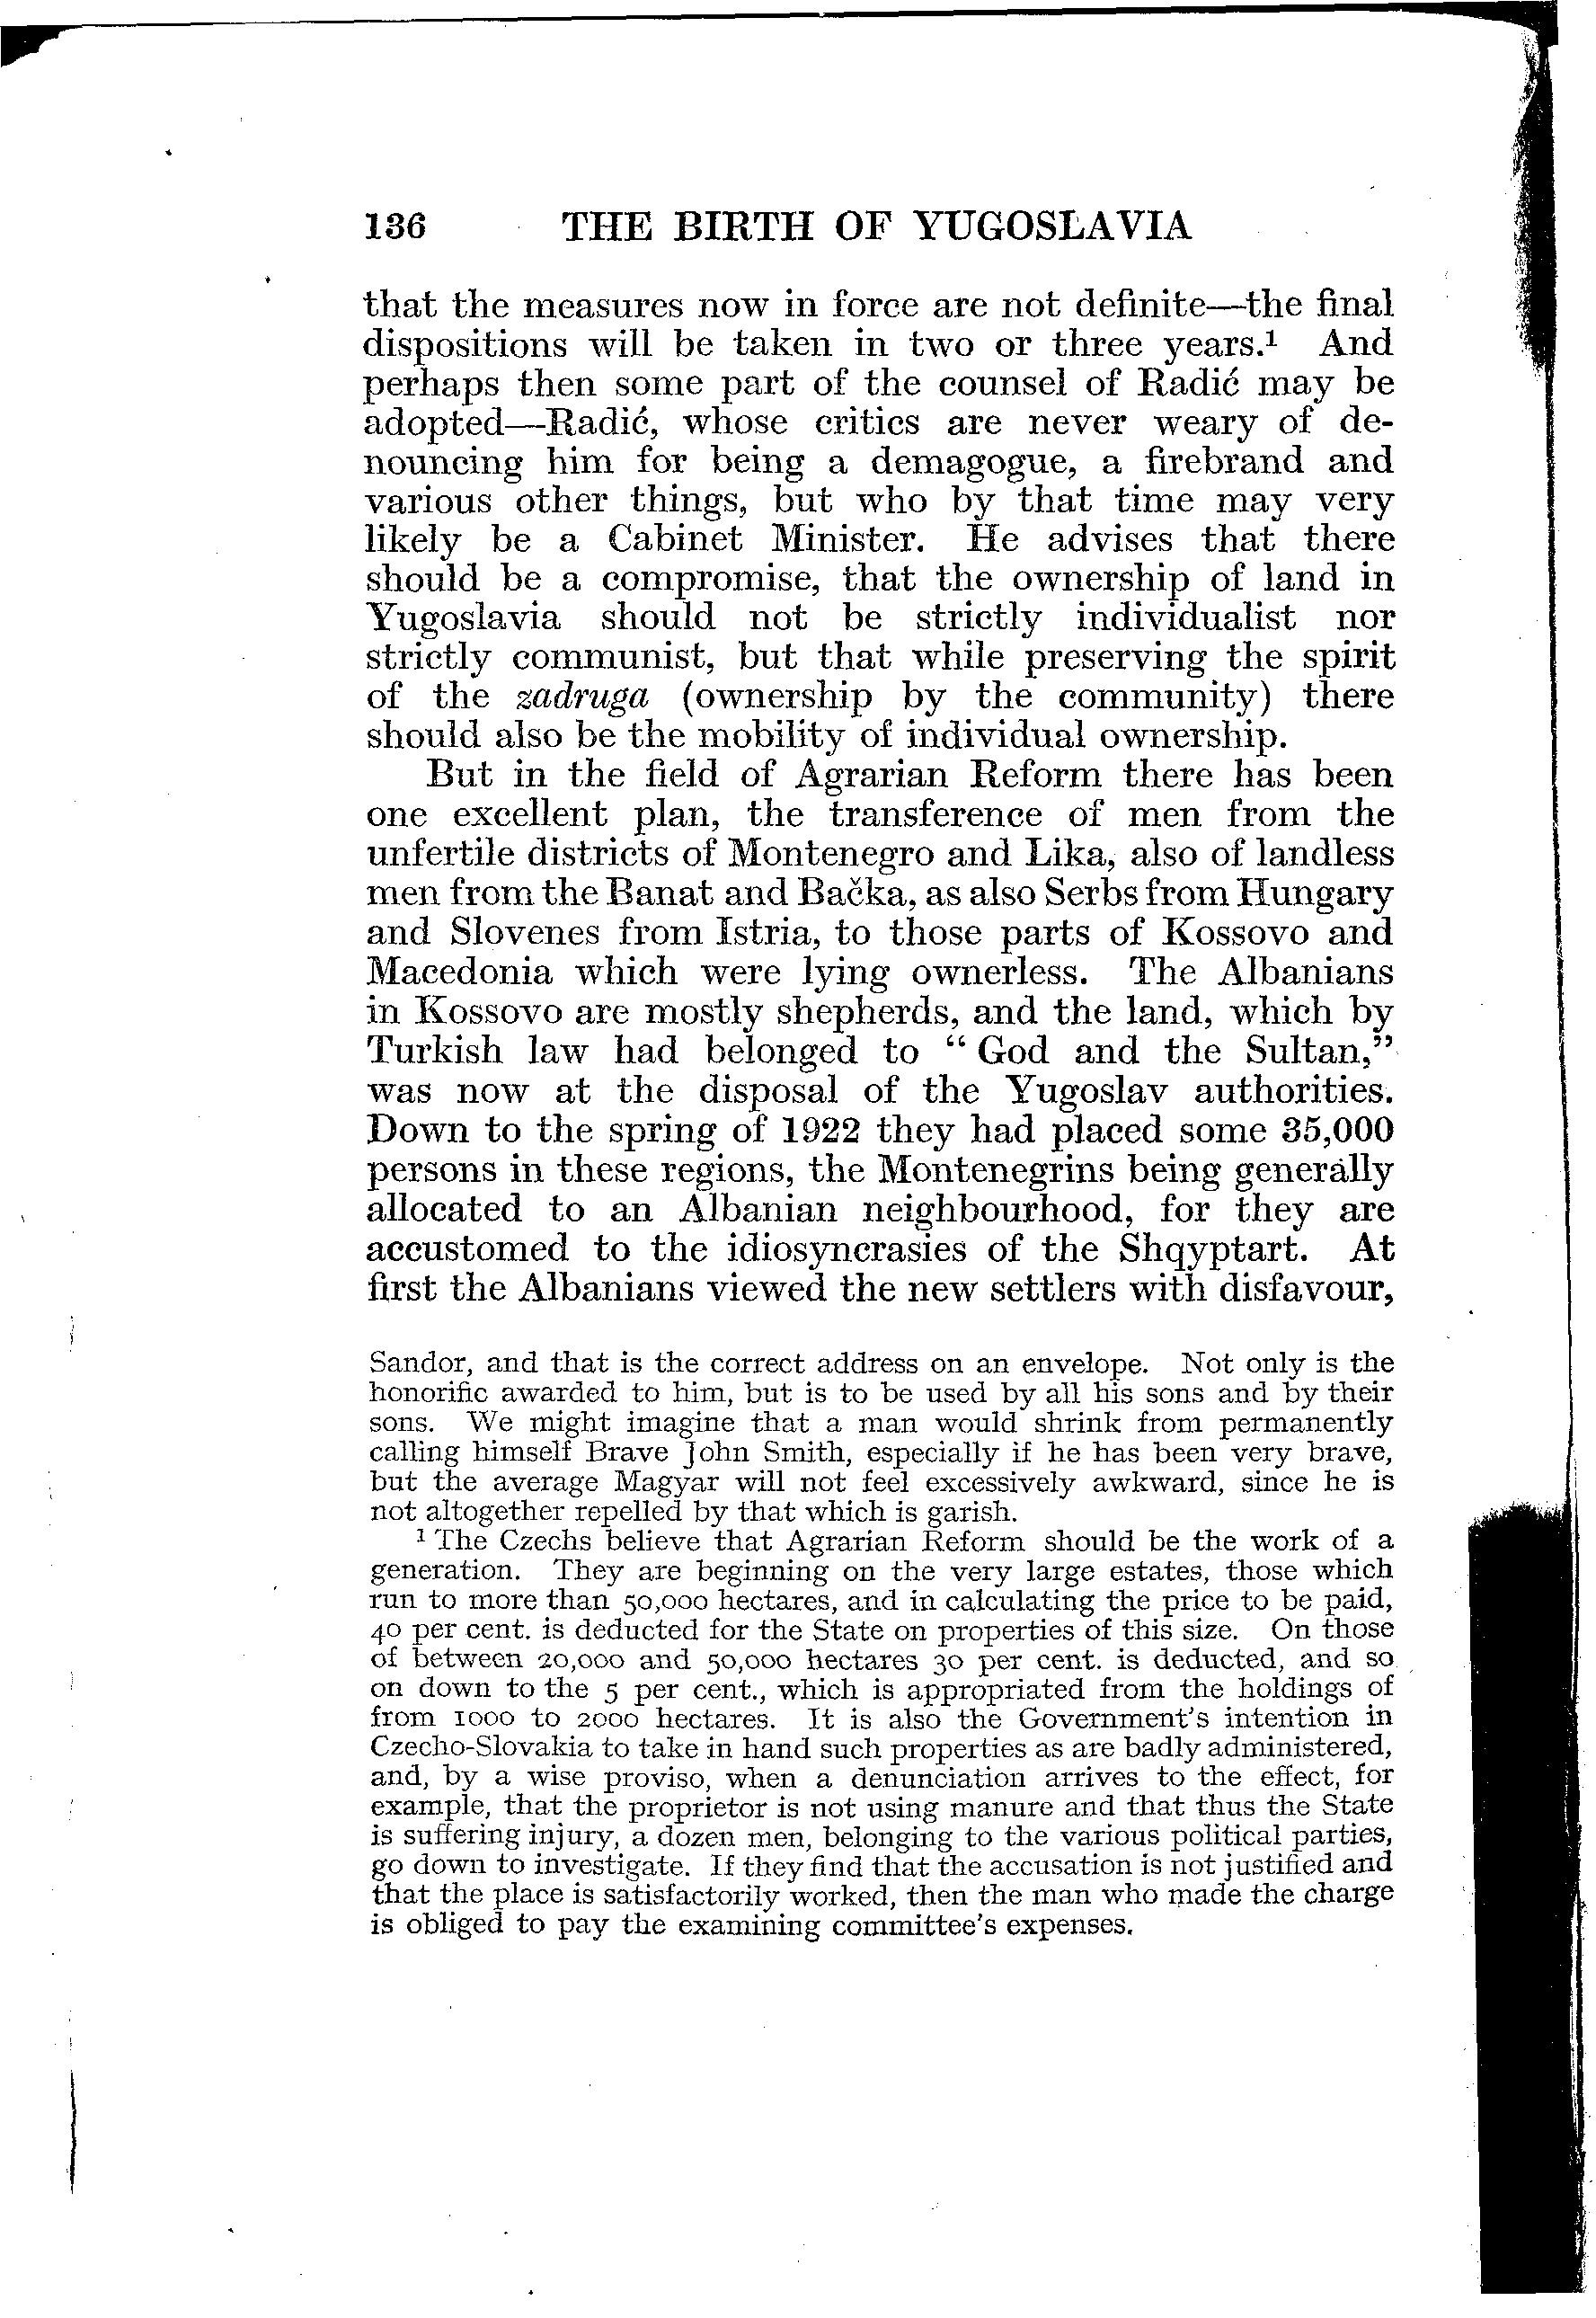 136 THE BIRTH OF YUGOSLAVIA
that the measures now in force are not definite—the final
dispositions will be taken in two or three years.¹ And
perhaps then some part of the counsel of Radić may be
adopted—Radić, whose critics are never weary of de-
nouncing him for being a demagogue, a firebrand and
various other things, but who by that time may very
likely be a Cabinet Minister. He advises that there
should be a compromise, that the ownership of land in
Yugoslavia should not be strictly individualist nor
strictly communist, but that while preserving the spirit
of the zadruga (ownership by the community) there
should also be the mobility of individual ownership.
But in the field of Agrarian Reform there has been
one excellent plan, the transference of men from the
unfertile districts of Montenegro and Lika, also of landless
men from the Banat and Bačka, as also Serbs from Hungary
and Slovenes from Istria, to those parts of Kossovo and
Macedonia which were lying ownerless. The Albanians
in Kossovo are mostly shepherds, and the land, which by
Turkish law had belonged to “ God and the Sultan,”
was now at the disposal of the Yugoslav authorities.
Down to the spring of 1922 they had placed some 35,000
persons in these regions, the Montenegrins being generally
allocated to an Albanian neighbourhood, for they are
accustomed to the idiosyncrasies of the Shqyptart. At
first the Albanians viewed the new settlers with disfavour,
Sandor, and that is the correct address on an envelope. Not only is the
honorific awarded to him, but is to be used by all his sons and by their
sons. We might imagine that a man would shrink from permanently
calling himself Brave John Smith, especially if he has been very brave,
but the average Magyar will not feel excessively awkward, since he is
not altogether repelled by that which is garish.
¹ The Czechs believe that Agrarian Reform should be the work of a
generation. They are beginning on the very large estates, those which
run to more than 50,000 hectares, and in calculating the price to be paid,
40 per cent. is deducted for the State on properties of this size. On those
of between 20,000 and 50,000 hectares 30 per cent. is deducted, and so
on down to the 5 per cent., which is appropriated from the holdings of
from 1000 to 2000 hectares. It is also the Government's intention in
Czecho-Slovakia to take in hand such properties as are badly administered,
and, by a wise proviso, when a denunciation arrives to the effect, for
example, that the proprietor is not using manure and that thus the State
is suffering injury, a dozen men, belonging to the various political parties,
go down to investigate. If they find that the accusation is not justified and
that the place is satisfactorily worked, then the man who made the charge
is obliged to pay the examining committee's expenses.